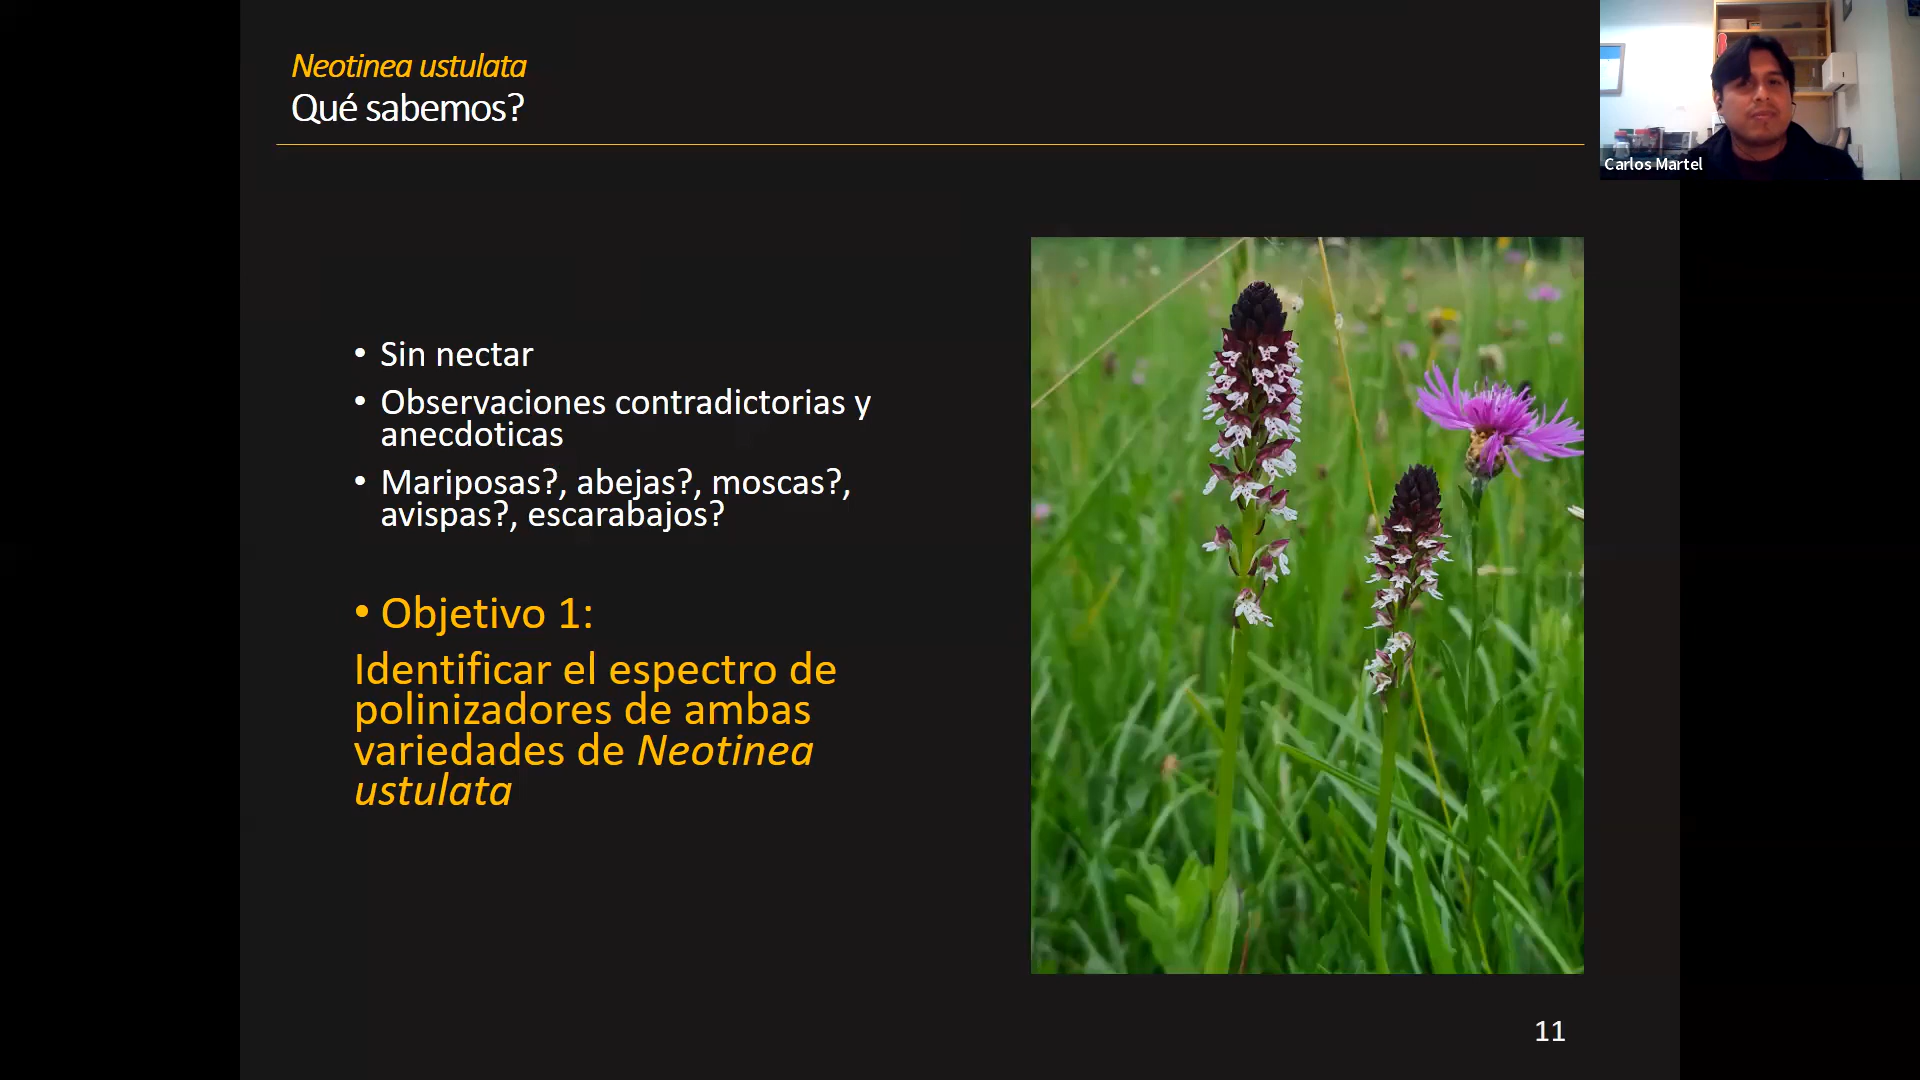 Neotinea ustulata
Qué sabemos?
Carlos Martel
• Sin nectar
• Observaciones contradictorias y
anecdoticas
• Mariposas?, abejas?, moscas?,
avispas?, escarabajos?
• Objetivo 1:
Identificar el espectro de
polinizadores de ambas
variedades de Neotinea
ustulata
11